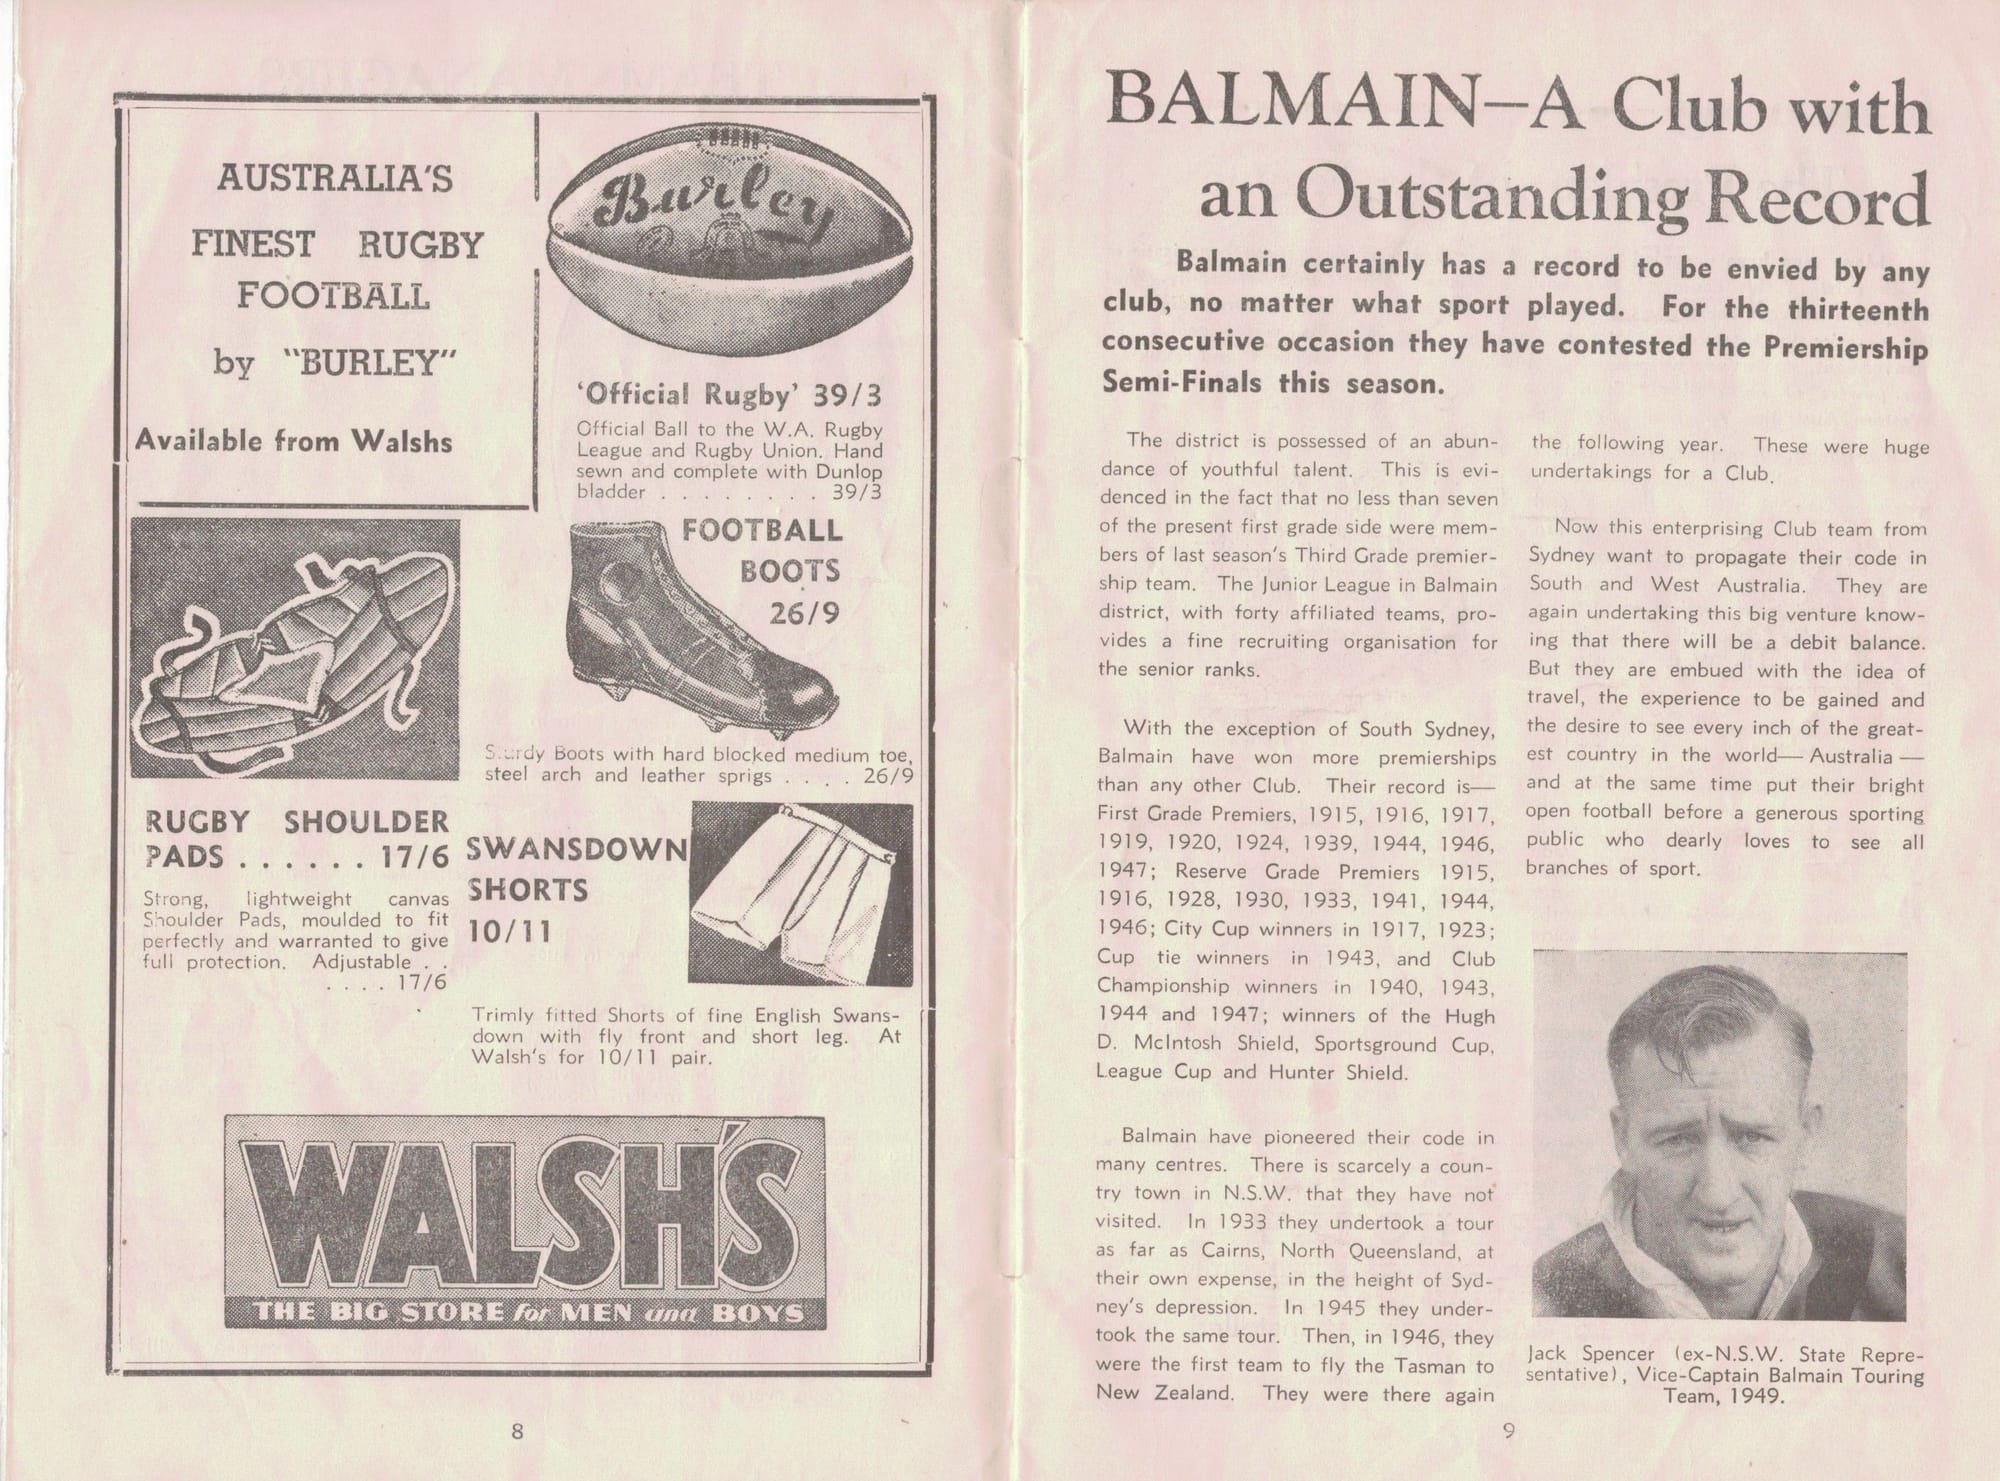 AUSTRALIA'S
FINEST RUGBY
FOOTBALL
by "BURLEY"
Available from Walshs
Burley
'Official Rugby' 39/3
Official Ball to the W.A. Rugby
League and Rugby Union. Hand
sewn and complete with Dunlop
bladder . . . . . . . . 39/3
FOOTBALL
BOOTS
26/9
Sturdy Boots with hard blocked medium toe,
steel arch and leather sprigs . . . . 26/9
RUGBY SHOULDER
PADS . . . . . . 17/6
Strong, lightweight canvas
Shoulder Pads, moulded to fit
perfectly and warranted to give
full protection. Adjustable . .
. . . . 17/6
SWANSDOWN
SHORTS
10/11
Trimly fitted Shorts of fine English Swans-
down with fly front and short leg. At
Walsh's for 10/11 pair.
WALSH'S
THE BIG STORE for MEN and BOYS
8
BALMAIN—A Club with
an Outstanding Record
Balmain certainly has a record to be envied by any
club, no matter what sport played. For the thirteenth
consecutive occasion they have contested the Premiership
Semi-Finals this season.
The district is possessed of an abun-
dance of youthful talent. This is evi-
denced in the fact that no less than seven
of the present first grade side were mem-
bers of last season's Third Grade premier-
ship team. The Junior League in Balmain
district, with forty affiliated teams, pro-
vides a fine recruiting organisation for
the senior ranks.
With the exception of South Sydney,
Balmain have won more premierships
than any other Club. Their record is—
First Grade Premiers, 1915, 1916, 1917,
1919, 1920, 1924, 1939, 1944, 1946,
1947; Reserve Grade Premiers 1915,
1916, 1928, 1930, 1933, 1941, 1944,
1946; City Cup winners in 1917, 1923;
Cup tie winners in 1943, and Club
Championship winners in 1940, 1943,
1944 and 1947; winners of the Hugh
D. McIntosh Shield, Sportsground Cup,
League Cup and Hunter Shield.
Balmain have pioneered their code in
many centres. There is scarcely a coun-
try town in N.S.W. that they have not
visited. In 1933 they undertook a tour
as far as Cairns, North Queensland, at
their own expense, in the height of Syd-
ney's depression. In 1945 they under-
took the same tour. Then, in 1946, they
were the first team to fly the Tasman to
New Zealand. They were there again
the following year. These were huge
undertakings for a Club.
Now this enterprising Club team from
Sydney want to propagate their code in
South and West Australia. They are
again undertaking this big venture know-
ing that there will be a debit balance.
But they are embued with the idea of
travel, the experience to be gained and
the desire to see every inch of the great-
est country in the world— Australia —
and at the same time put their bright
open football before a generous sporting
public who dearly loves to see all
branches of sport.
Jack Spencer (ex-N.S.W. State Repre-
sentative), Vice-Captain Balmain Touring
Team, 1949.
9